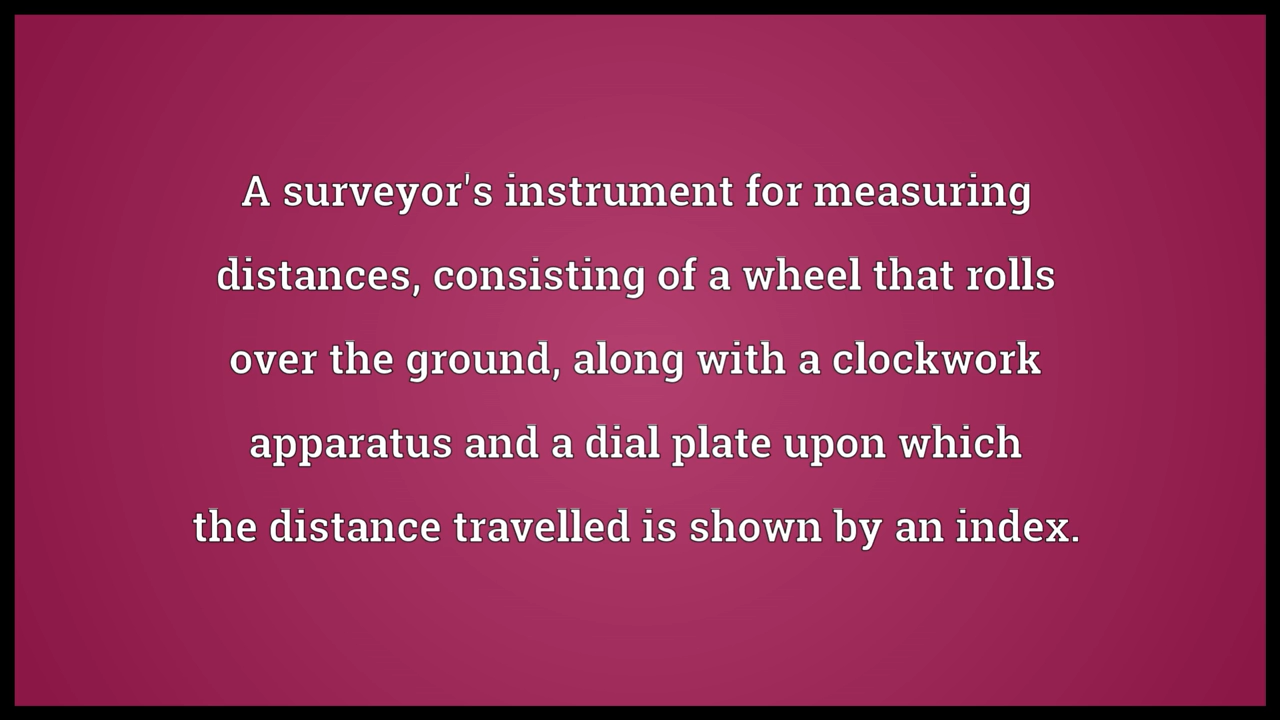 A surveyor's instrument for measuring
distances, consisting of a wheel that rolls
over the ground, along with a clockwork
apparatus and a dial plate upon which
the distance travelled is shown by an index.